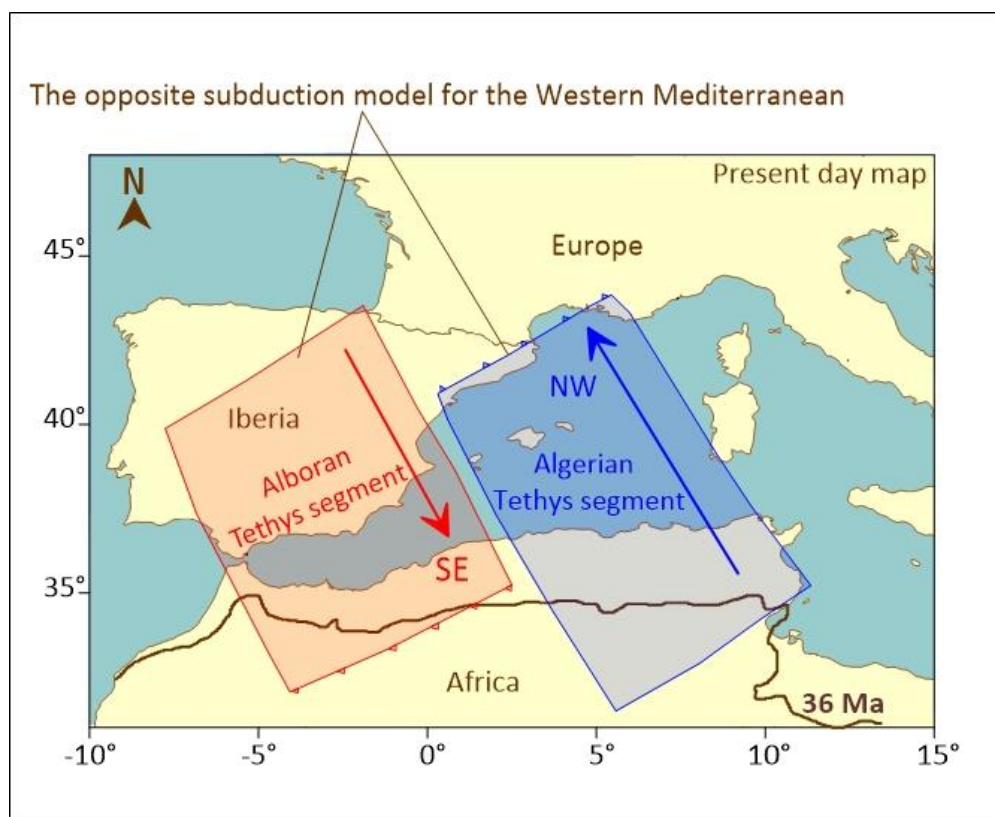 The opposite subduction model for the Western Mediterranean
N
Present day map
Europe
45°
NW
40°
Iberia
Alboran
Tethys segment
Algerian
Tethys segment
SE
35°
Africa
36 Ma
-10°
-5°
0°
5°
10°
15°